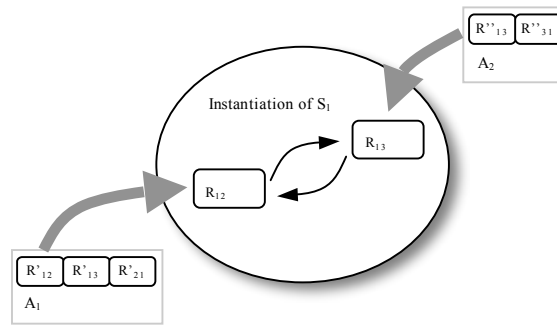 R’’₁₃ R’’₃₁
A₂
Instantiation of S₁
R₁₃
R₁₂
R’₁₂ R’₁₃ R’₂₁
A₁